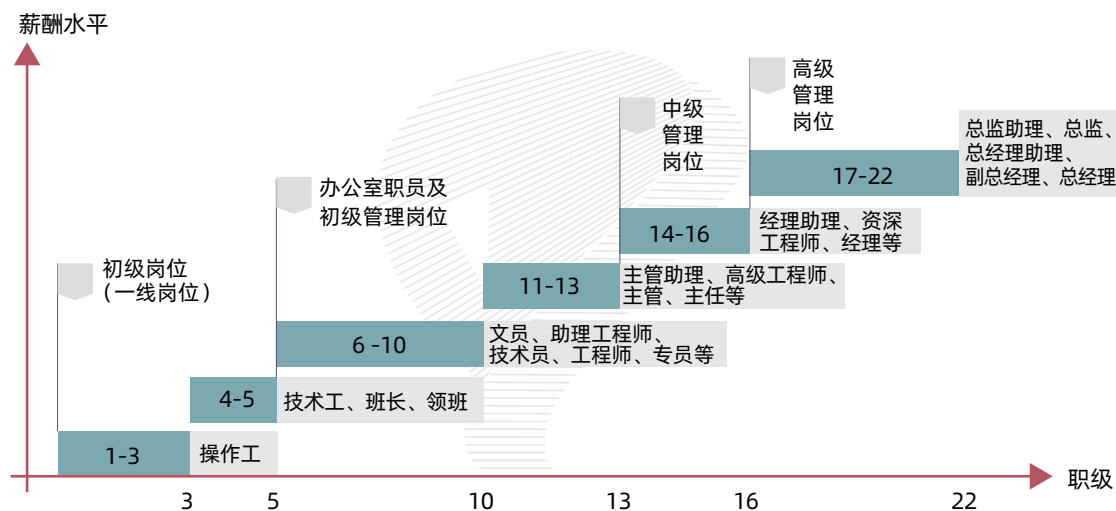 薪酬水平
高级
管理
岗位
中级
管理
岗位
总监助理、总监、
总经理助理、
副总经理、总经理
17-22
办公室职员及
初级管理岗位
14-16
经理助理、资深
工程师、经理等
初级岗位
（一线岗位）
11-13
主管助理、高级工程师、
主管、主任等
6 -10
文员、助理工程师、
技术员、工程师、专员等
4-5
技术工、班长、领班
1-3
操作工
职级
3
5
10
13
16
22